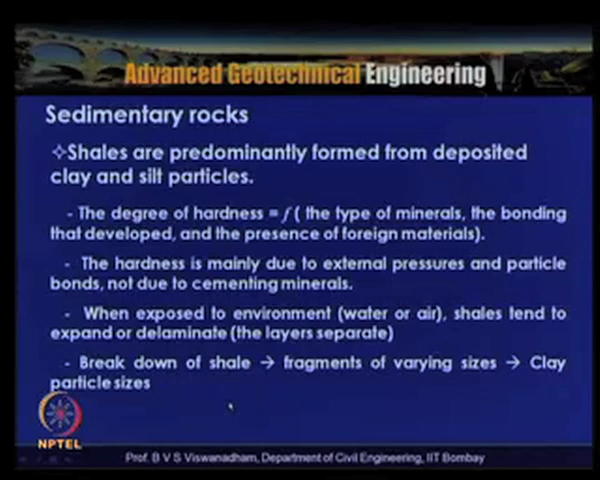 Advanced Geotechnical Engineering
Sedimentary rocks
✧Shales are predominantly formed from deposited
clay and silt particles.
- The degree of hardness = f ( the type of minerals, the bonding
that developed, and the presence of foreign materials).
- The hardness is mainly due to external pressures and particle
bonds, not due to cementing minerals.
- When exposed to environment (water or air), shales tend to
expand or delaminate (the layers separate)
- Break down of shale → fragments of varying sizes → Clay
particle sizes
NPTEL
Prof. B V S Viswanadham, Department of Civil Engineering, IIT Bombay